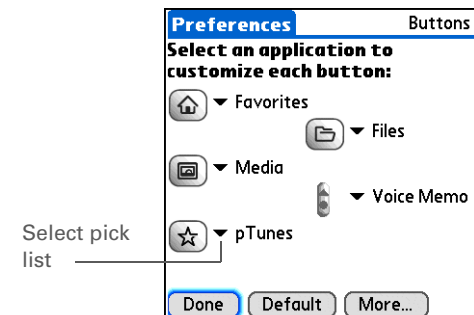 Preferences Buttons
Select an application to
customize each button:
Favorites
Files
Media
Voice Memo
Select pick
list
pTunes
Done Default More...